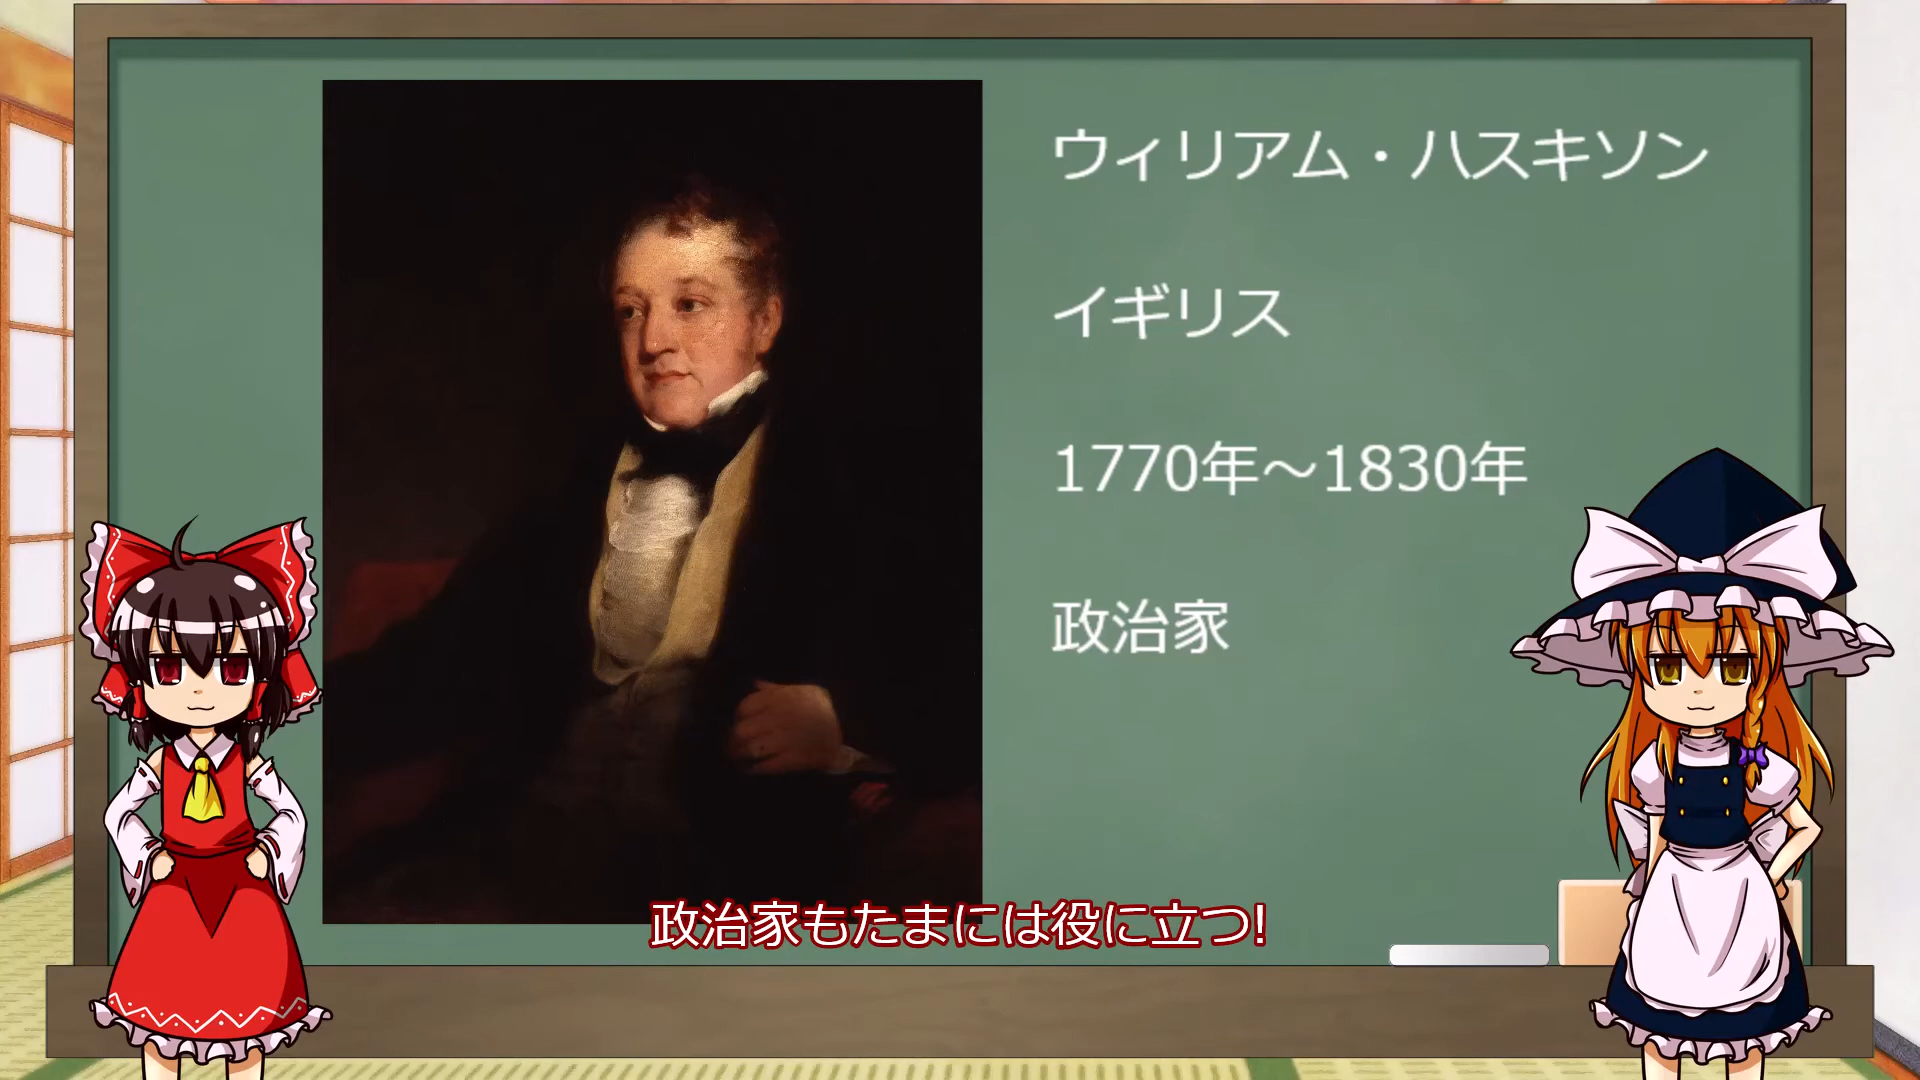 ウィリアム・ハスキソン
イギリス
1770年～1830年
政治家
政治家もたまには役に立つ!